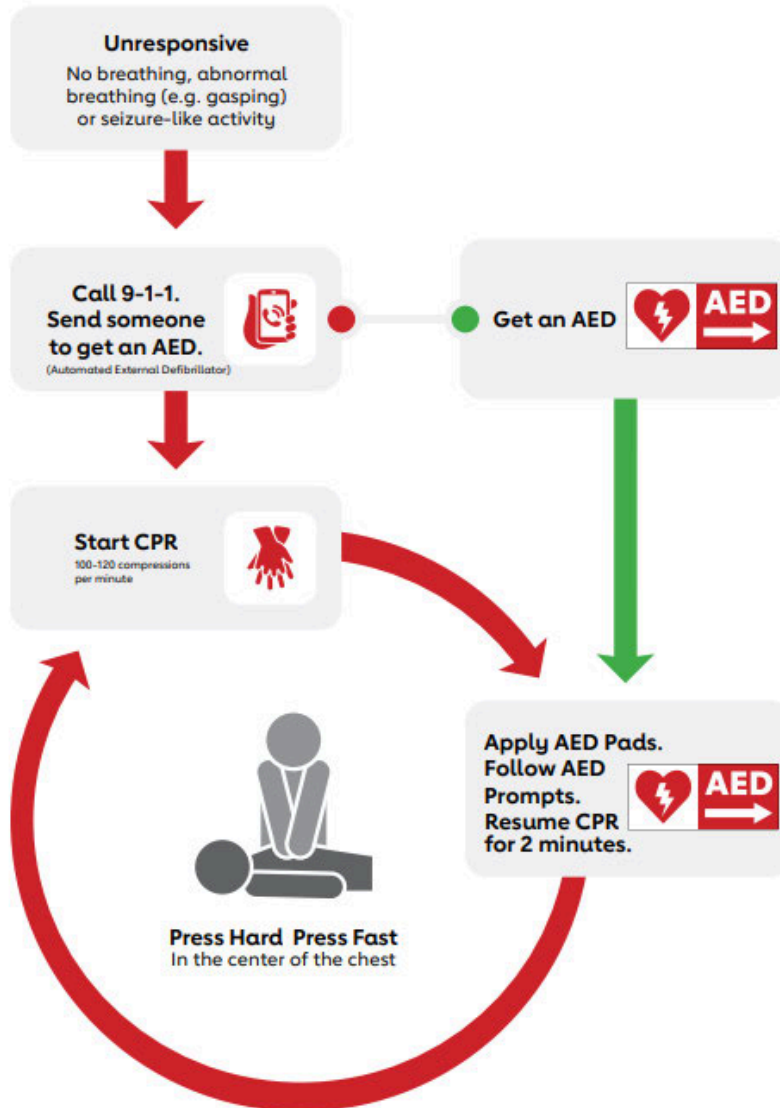 Unresponsive
No breathing, abnormal
breathing (e.g. gasping)
or seizure-like activity
Call 9-1-1.
Send someone
to get an AED.
(Automated External Defibrillator)
Get an AED
AED
Start CPR
100-120 compressions
per minute
Apply AED Pads.
Follow AED
Prompts.
Resume CPR
for 2 minutes.
AED
Press Hard Press Fast
In the center of the chest